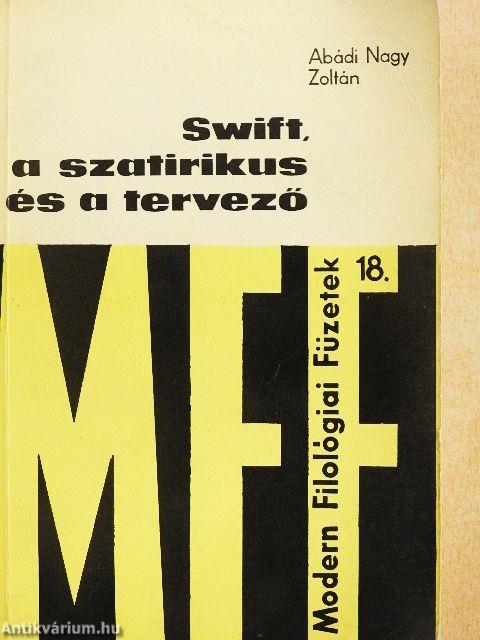 Abádi Nagy
Zoltán
Swift,
a szatirikus
és a tervező
MFF
Modern Filológiai Füzetek 18.
Antikvárium.hu